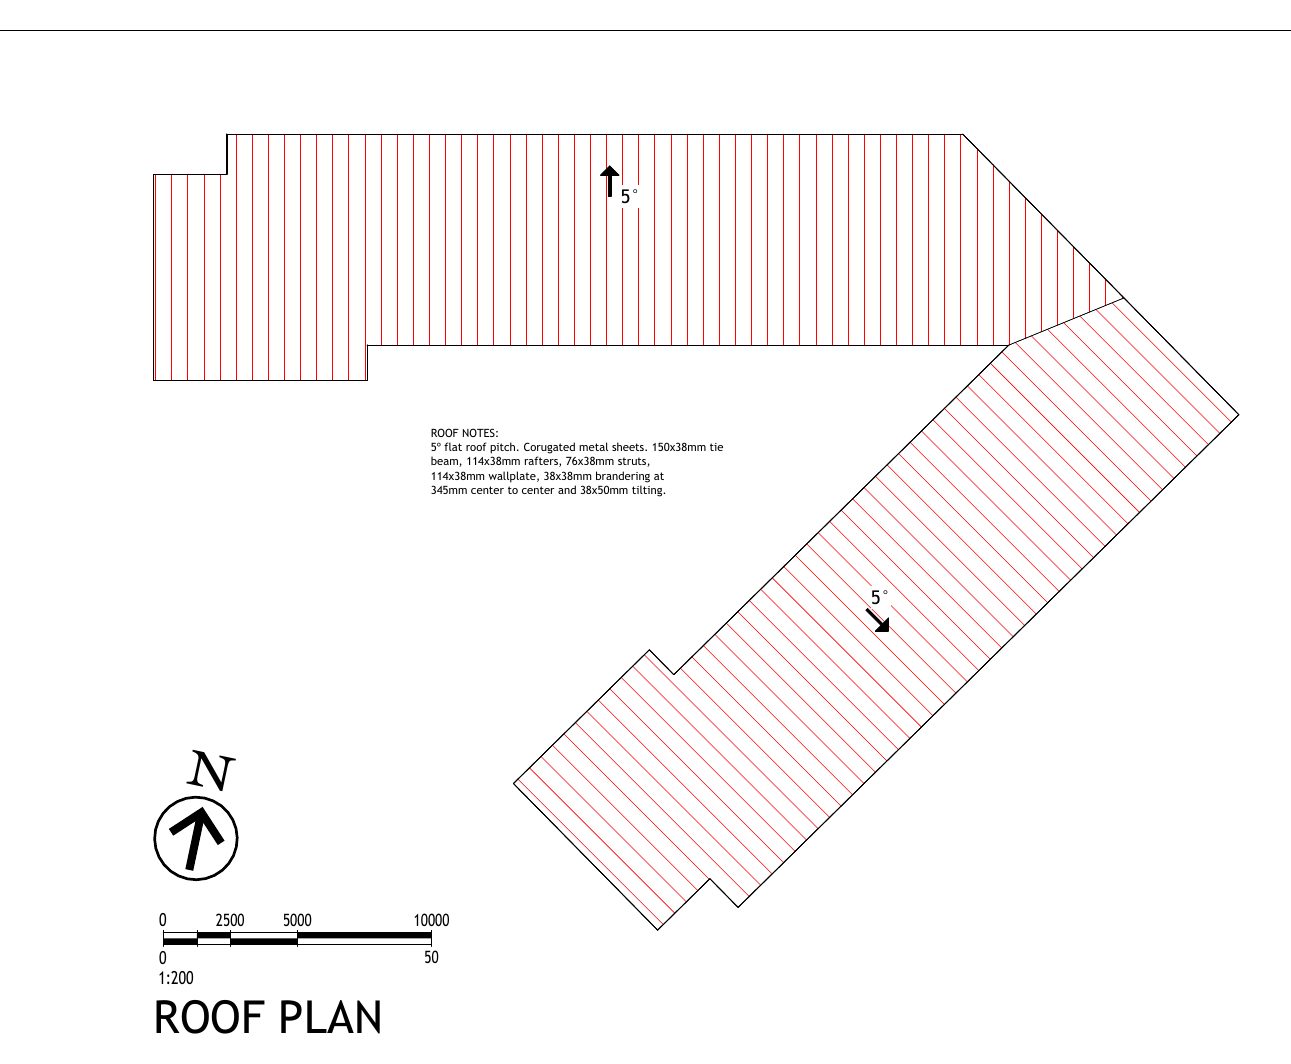 5°
ROOF NOTES:
5º flat roof pitch. Corugated metal sheets. 150x38mm tie
beam, 114x38mm rafters, 76x38mm struts,
114x38mm wallplate, 38x38mm brandering at
345mm center to center and 38x50mm tilting.
5°
N
0 2500 5000 10000
0 50
1:200
ROOF PLAN